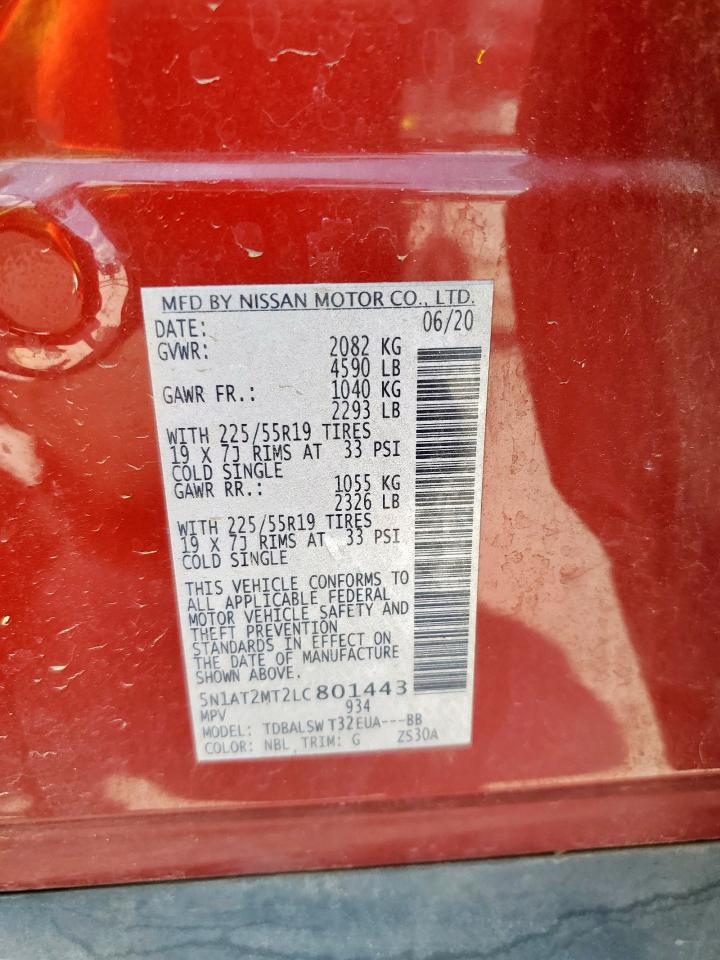 MFD BY NISSAN MOTOR CO., LTD.
DATE: 06/20
GVWR: 2082 KG
4590 LB
GAWR FR.: 1040 KG
2293 LB
WITH 225/55R19 TIRES
19 X 7J RIMS AT 33 PSI
COLD SINGLE
GAWR RR.: 1055 KG
2326 LB
WITH 225/55R19 TIRES
19 X 7J RIMS AT 33 PSI
COLD SINGLE
THIS VEHICLE CONFORMS TO
ALL APPLICABLE FEDERAL
MOTOR VEHICLE SAFETY AND
THEFT PREVENTION
STANDARDS IN EFFECT ON
THE DATE OF MANUFACTURE
SHOWN ABOVE.
5N1AT2MT2LC801443
MPV 934
MODEL: TDBALSW T32EUA---BB
COLOR: NBL TRIM: G ZS30A